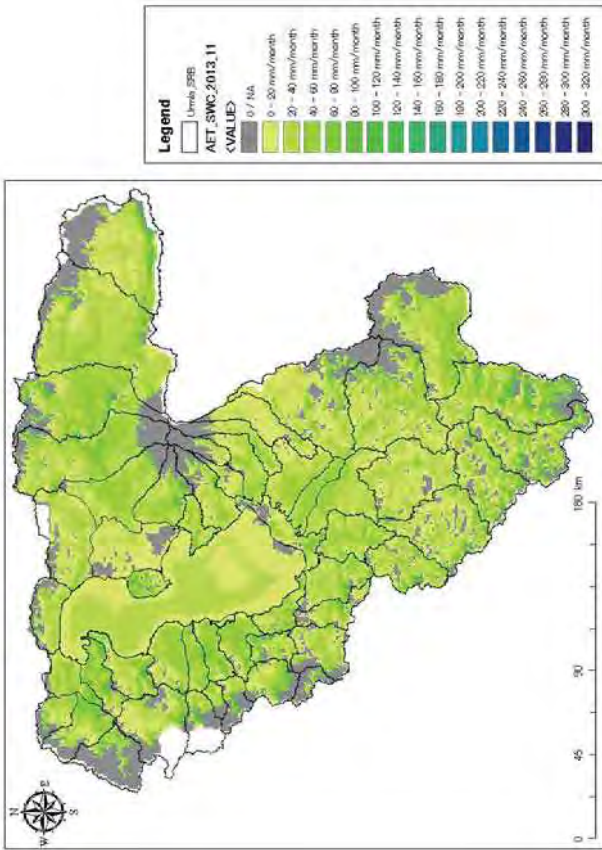 N
W
E
S
0
45
90
180 km
Legend
Urmia_SRB
AET_SWC_2013_11
<VALUE>
0 / NA
0 - 20 mm/month
20 - 40 mm/month
40 - 60 mm/month
60 - 80 mm/month
80 - 100 mm/month
100 - 120 mm/month
120 - 140 mm/month
140 - 160 mm/month
160 - 180 mm/month
180 - 200 mm/month
200 - 220 mm/month
220 - 240 mm/month
240 - 260 mm/month
260 - 280 mm/month
280 - 300 mm/month
300 - 320 mm/month